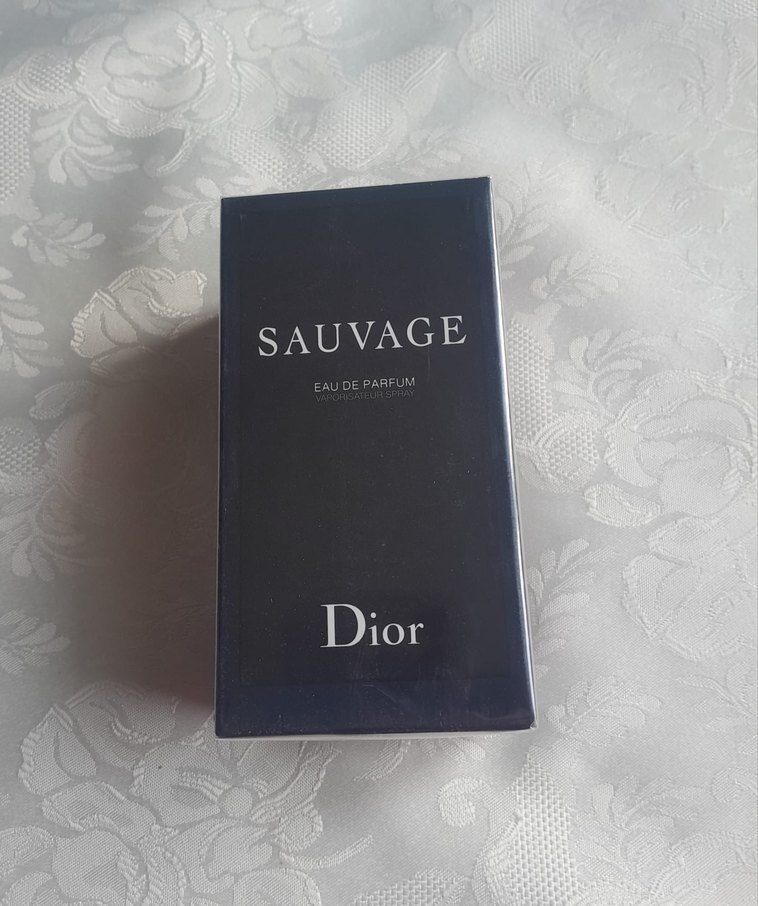 SAUVAGE
EAU DE PARFUM
VAPORISATEUR SPRAY
Dior